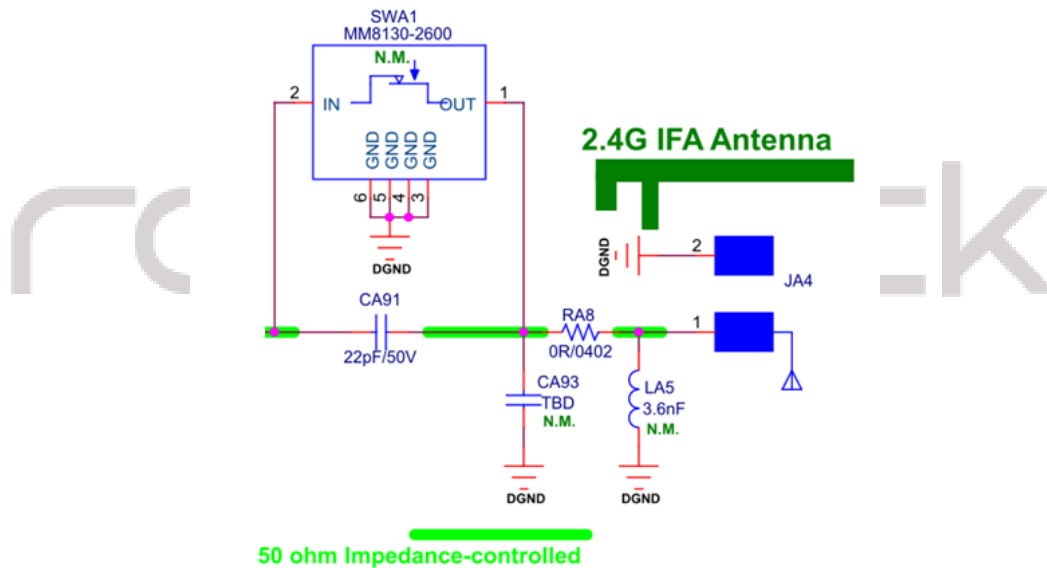 SWA1
MM8130-2600
N.M.
2
IN
OUT
1
GND
GND
GND
GND
6
5
4
3
DGND
2.4G IFA Antenna
DGND
2
JA4
CA91
22pF/50V
RA8
0R/0402
1
CA93
TBD
N.M.
LA5
3.6nF
N.M.
DGND
DGND
50 ohm Impedance-controlled